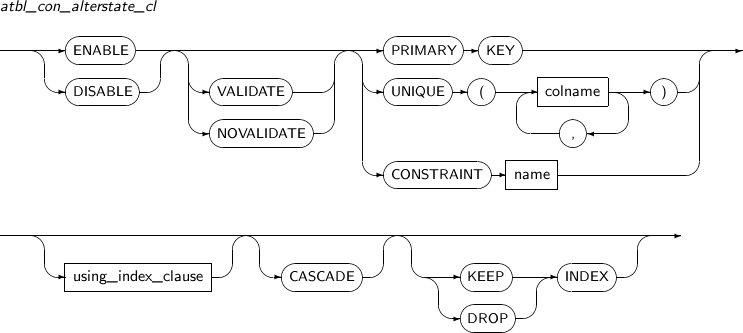 atbl_con_alterstate_cl
ENABLE PRIMARY KEY
DISABLE VALIDATE UNIQUE ( colname )
NOVALIDATE ,
CONSTRAINT name
using_index_clause CASCADE KEEP INDEX
DROP